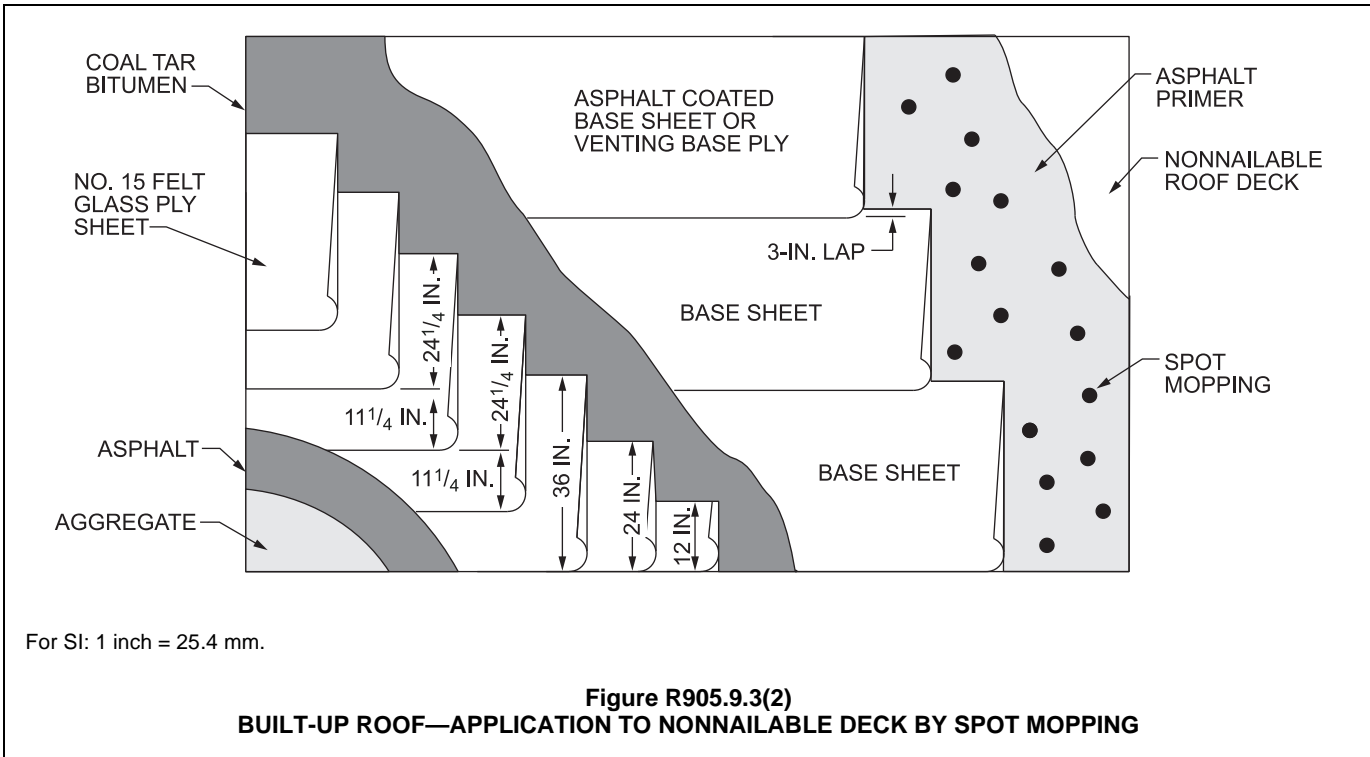 COAL TAR
BITUMEN
NO. 15 FELT
GLASS PLY
SHEET
ASPHALT
AGGREGATE
24 1/4 IN.
11 1/4 IN.
24 1/4 IN.
11 1/4 IN.
36 IN.
24 IN.
12 IN.
ASPHALT COATED
BASE SHEET OR
VENTING BASE PLY
3-IN. LAP
BASE SHEET
BASE SHEET
ASPHALT
PRIMER
NONNAILABLE
ROOF DECK
SPOT
MOPPING
For SI: 1 inch = 25.4 mm.
Figure R905.9.3(2)
BUILT-UP ROOF—APPLICATION TO NONNAILABLE DECK BY SPOT MOPPING